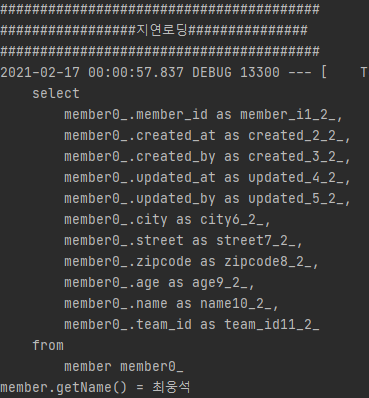 ########################################
#################지연로딩###############
########################################
2021-02-17 00:00:57.837 DEBUG 13300 --- [    T
    select
        member0_.member_id as member_i1_2_,
        member0_.created_at as created_2_2_,
        member0_.created_by as created_3_2_,
        member0_.updated_at as updated_4_2_,
        member0_.updated_by as updated_5_2_,
        member0_.city as city6_2_,
        member0_.street as street7_2_,
        member0_.zipcode as zipcode8_2_,
        member0_.age as age9_2_,
        member0_.name as name10_2_,
        member0_.team_id as team_id11_2_
    from
        member member0_
member.getName() = 최웅석